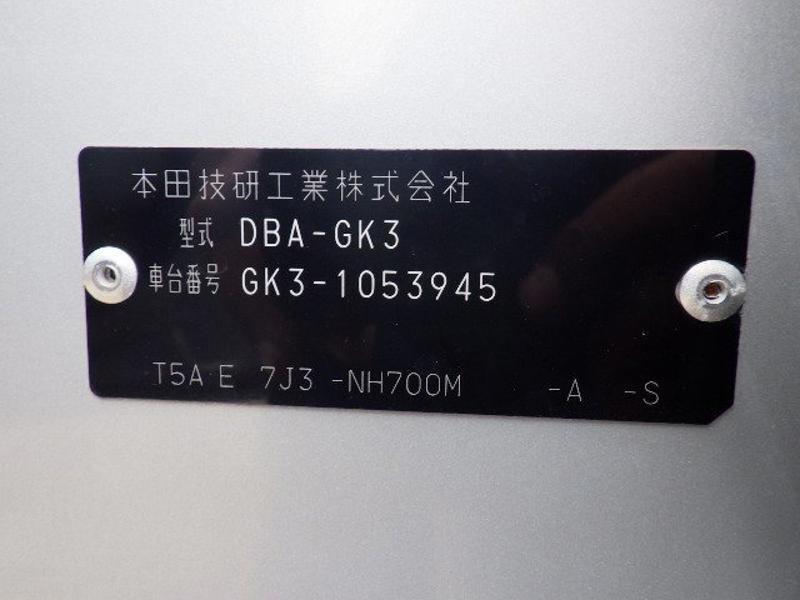 本田技研工業株式会社
型式 DBA-GK3
車台番号 GK3-1053945
T5A E 7J3 -NH700M -A -S